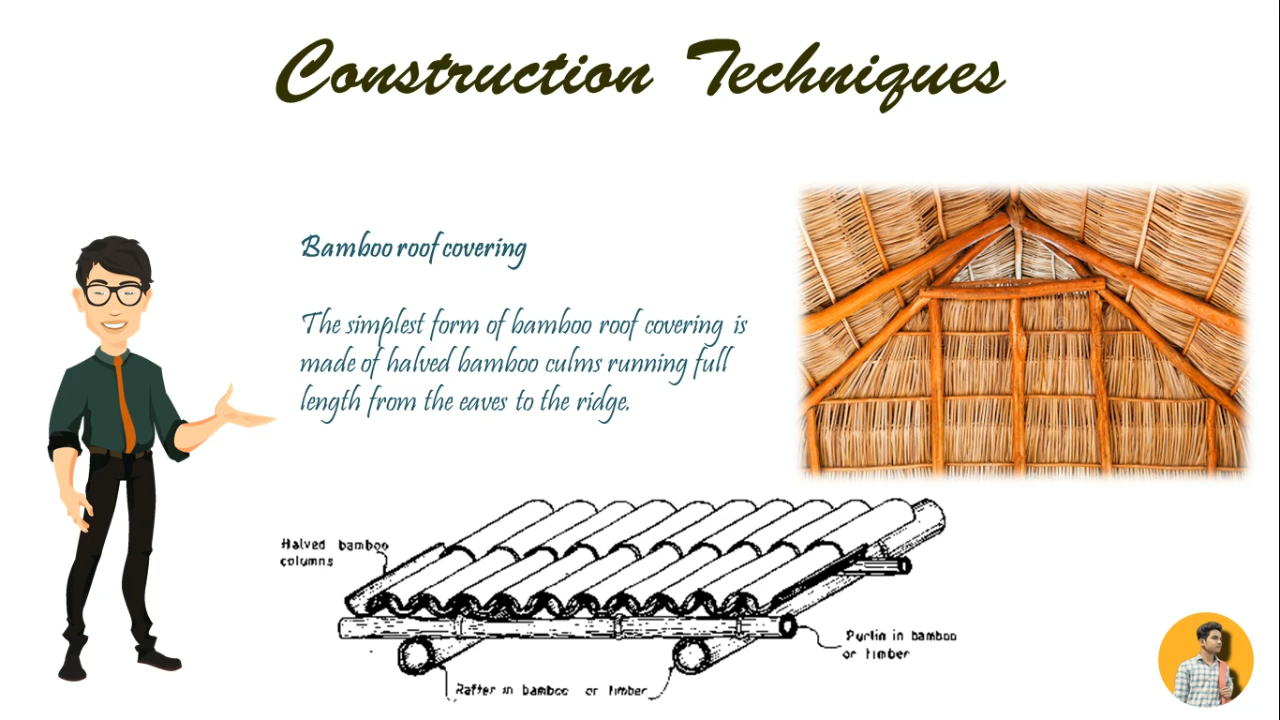 Construction Techniques
Bamboo roof covering
The simplest form of bamboo roof covering is
made of halved bamboo culms running full
length from the eaves to the ridge.
Halved bamboo
columns
Purlin in bamboo
or timber
Rafter in bamboo or timber